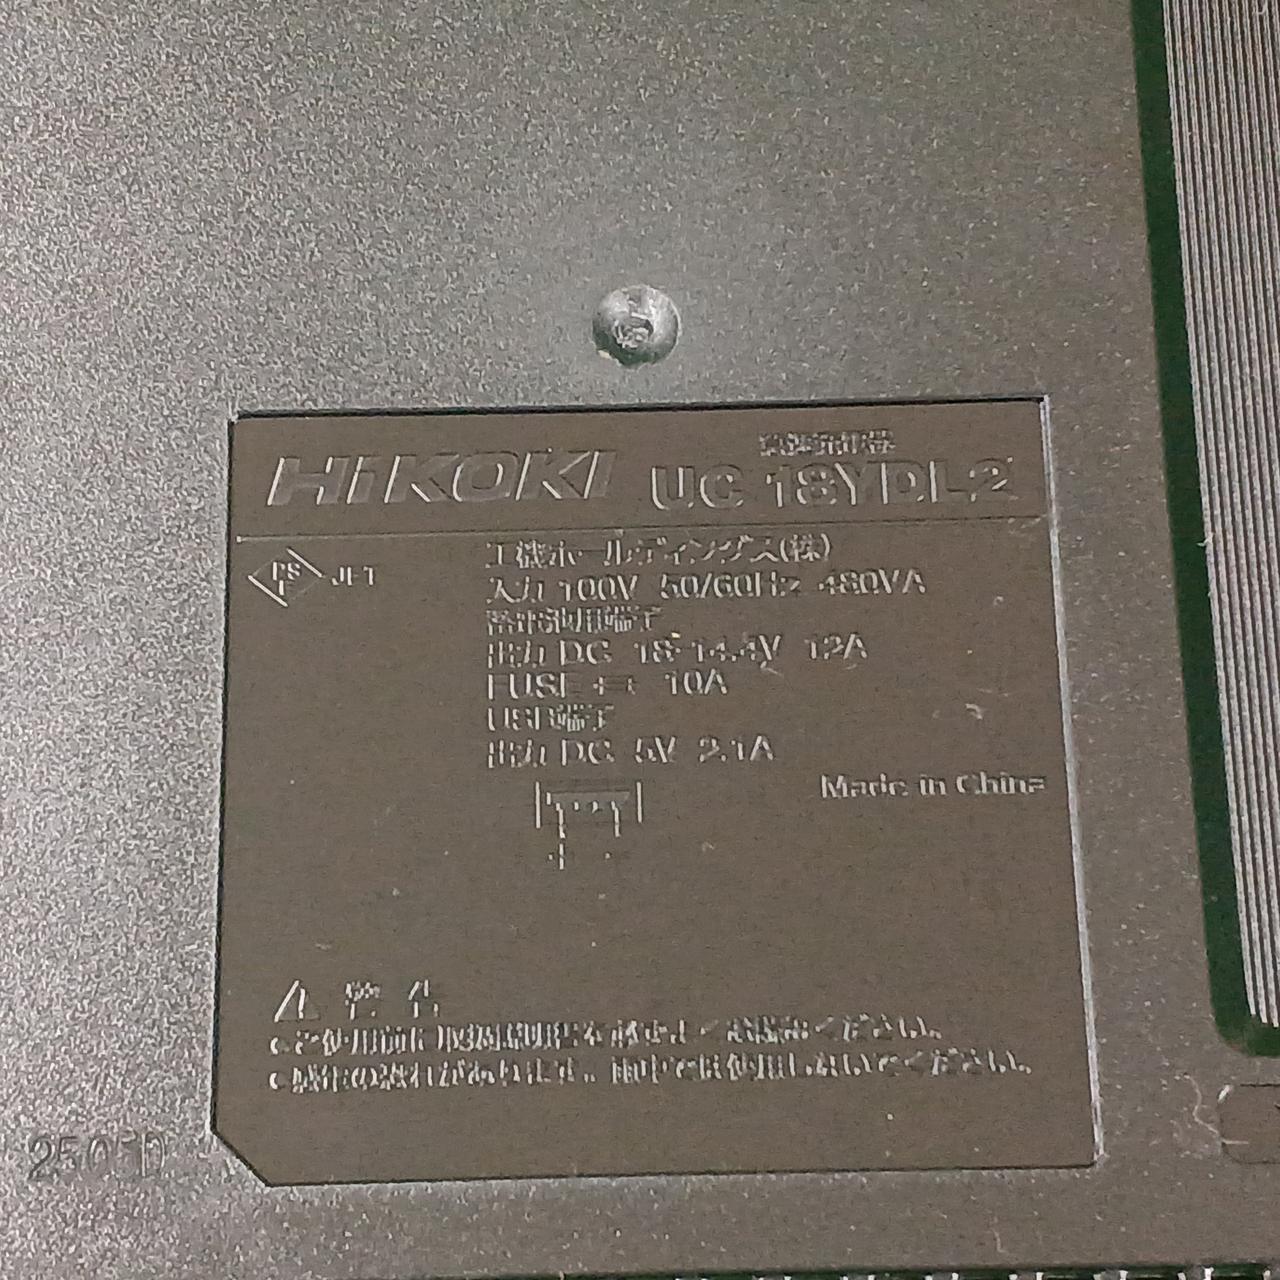 急速充電器
HiKOKI UC 18YDL2
PS E JET
工機ホールディングス(株)
入力 100V 50/60Hz 480VA
蓄電池用端子
出力 DC 18-14.4V 12A
FUSE 10A
USB端子
出力 DC 5V 2.1A
Made in China
警告
ご使用前に取扱説明書を必ずよくお読みください。
感電の恐れがあります。雨中では使用しないでください。
2505D